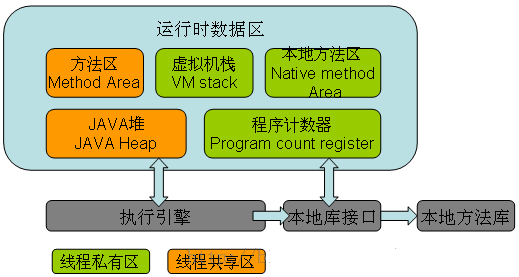 运行时数据区
方法区
Method Area
虚拟机栈
VM stack
本地方法区
Native method
Area
JAVA堆
JAVA Heap
程序计数器
Program count register
执行引擎
本地库接口
本地方法库
线程私有区
线程共享区